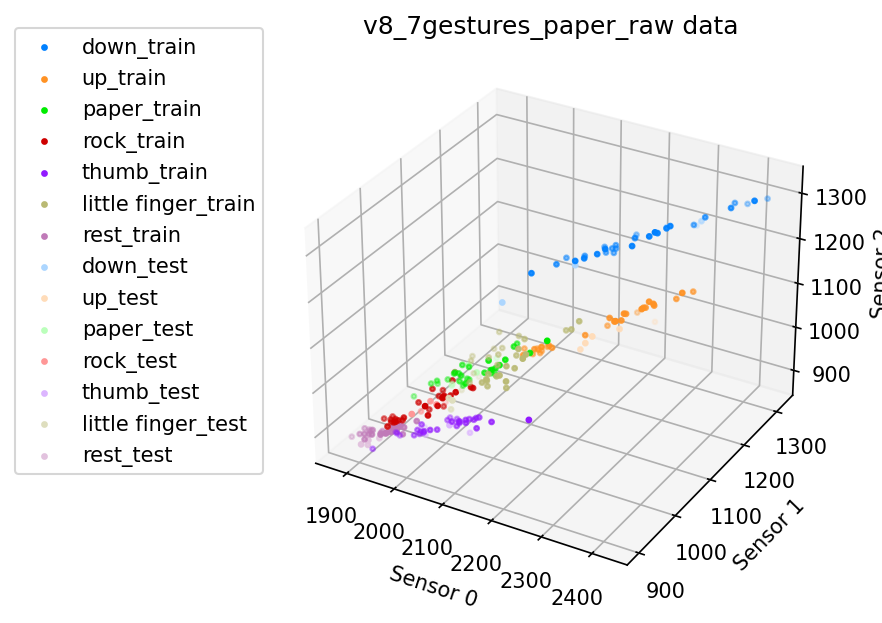 v8_7gestures_paper_raw data
down_train
up_train
paper_train
rock_train
thumb_train
little finger_train
rest_train
down_test
up_test
paper_test
rock_test
thumb_test
little finger_test
rest_test
1300
1200
1100
1000
900
Sensor 2
1300
1200
1100
1000
900
Sensor 1
1900
2000
2100
2200
2300
2400
Sensor 0